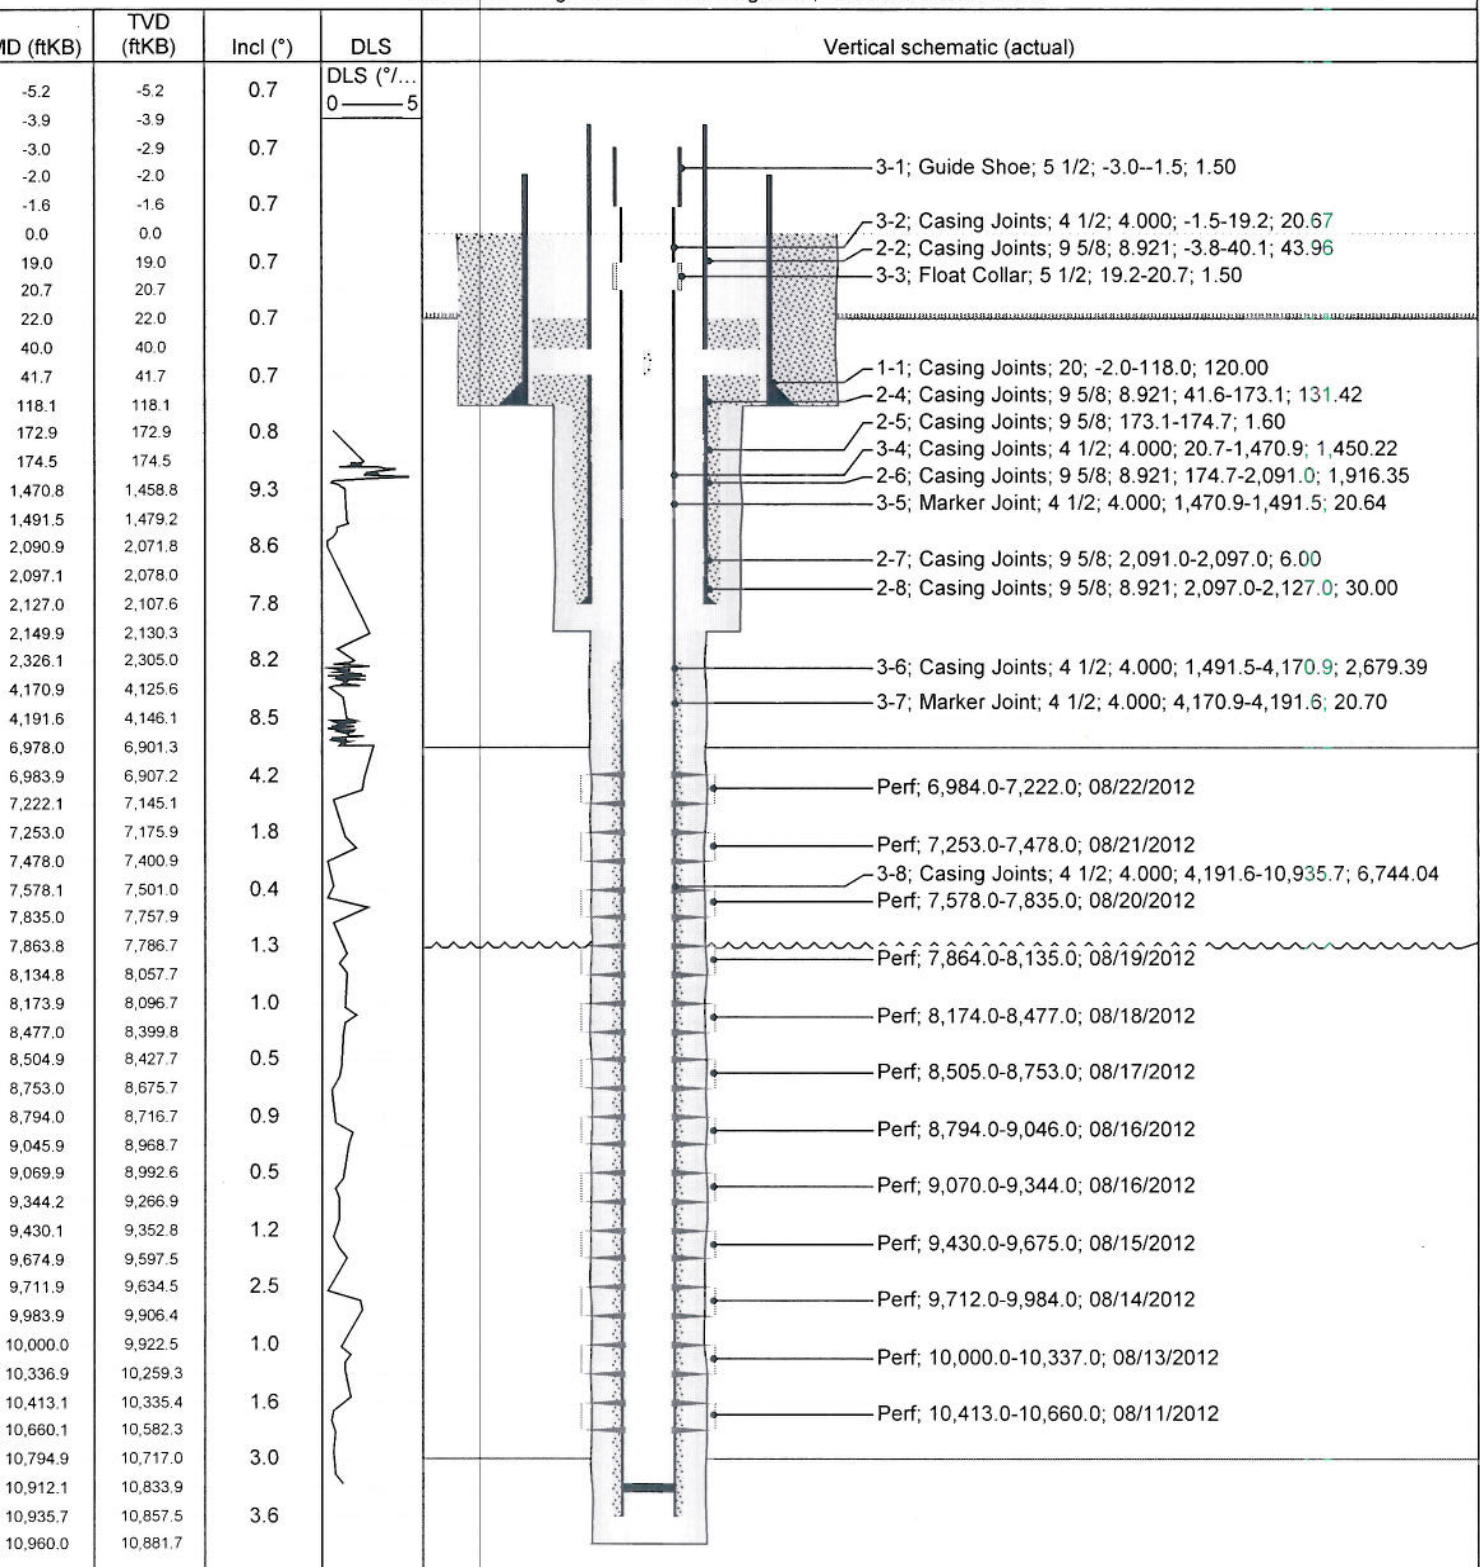 MD (ftKB) TVD (ftKB) Incl (°) DLS Vertical schematic (actual)
DLS (°/...
0 5
-5.2 -5.2 0.7
-3.9 -3.9
-3.0 -2.9 0.7
-2.0 -2.0
-1.6 -1.6 0.7
0.0 0.0
19.0 19.0 0.7
20.7 20.7
22.0 22.0 0.7
40.0 40.0
41.7 41.7 0.7
118.1 118.1
172.9 172.9 0.8
174.5 174.5
1,470.8 1,458.8 9.3
1,491.5 1,479.2
2,090.9 2,071.8 8.6
2,097.1 2,078.0
2,127.0 2,107.6 7.8
2,149.9 2,130.3
2,326.1 2,305.0 8.2
4,170.9 4,125.6
4,191.6 4,146.1 8.5
6,978.0 6,901.3
6,983.9 6,907.2 4.2
7,222.1 7,145.1
7,253.0 7,175.9 1.8
7,478.0 7,400.9
7,578.1 7,501.0 0.4
7,835.0 7,757.9
7,863.8 7,786.7 1.3
8,134.8 8,057.7
8,173.9 8,096.7 1.0
8,477.0 8,399.8
8,504.9 8,427.7 0.5
8,753.0 8,675.7
8,794.0 8,716.7 0.9
9,045.9 8,968.7
9,069.9 8,992.6 0.5
9,344.2 9,266.9
9,430.1 9,352.8 1.2
9,674.9 9,597.5
9,711.9 9,634.5 2.5
9,983.9 9,906.4
10,000.0 9,922.5 1.0
10,336.9 10,259.3
10,413.1 10,335.4 1.6
10,660.1 10,582.3
10,794.9 10,717.0 3.0
10,912.1 10,833.9
10,935.7 10,857.5 3.6
10,960.0 10,881.7
3-1; Guide Shoe; 5 1/2; -3.0--1.5; 1.50
3-2; Casing Joints; 4 1/2; 4.000; -1.5-19.2; 20.67
2-2; Casing Joints; 9 5/8; 8.921; -3.8-40.1; 43.96
3-3; Float Collar; 5 1/2; 19.2-20.7; 1.50
1-1; Casing Joints; 20; -2.0-118.0; 120.00
2-4; Casing Joints; 9 5/8; 8.921; 41.6-173.1; 131.42
2-5; Casing Joints; 9 5/8; 173.1-174.7; 1.60
3-4; Casing Joints; 4 1/2; 4.000; 20.7-1,470.9; 1,450.22
2-6; Casing Joints; 9 5/8; 8.921; 174.7-2,091.0; 1,916.35
3-5; Marker Joint; 4 1/2; 4.000; 1,470.9-1,491.5; 20.64
2-7; Casing Joints; 9 5/8; 2,091.0-2,097.0; 6.00
2-8; Casing Joints; 9 5/8; 8.921; 2,097.0-2,127.0; 30.00
3-6; Casing Joints; 4 1/2; 4.000; 1,491.5-4,170.9; 2,679.39
3-7; Marker Joint; 4 1/2; 4.000; 4,170.9-4,191.6; 20.70
Perf; 6,984.0-7,222.0; 08/22/2012
Perf; 7,253.0-7,478.0; 08/21/2012
3-8; Casing Joints; 4 1/2; 4.000; 4,191.6-10,935.7; 6,744.04
Perf; 7,578.0-7,835.0; 08/20/2012
Perf; 7,864.0-8,135.0; 08/19/2012
Perf; 8,174.0-8,477.0; 08/18/2012
Perf; 8,505.0-8,753.0; 08/17/2012
Perf; 8,794.0-9,046.0; 08/16/2012
Perf; 9,070.0-9,344.0; 08/16/2012
Perf; 9,430.0-9,675.0; 08/15/2012
Perf; 9,712.0-9,984.0; 08/14/2012
Perf; 10,000.0-10,337.0; 08/13/2012
Perf; 10,413.0-10,660.0; 08/11/2012